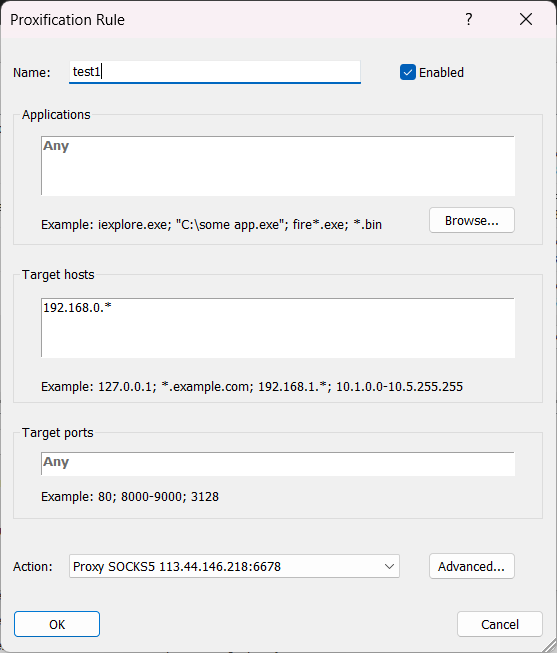 Proxification Rule
Name: test1 Enabled
Applications
Any
Example: iexplore.exe; "C:\some app.exe"; fire*.exe; *.bin Browse...
Target hosts
192.168.0.*
Example: 127.0.0.1; *.example.com; 192.168.1.*; 10.1.0.0-10.5.255.255
Target ports
Any
Example: 80; 8000-9000; 3128
Action: Proxy SOCKS5 113.44.146.218:6678 Advanced...
OK Cancel